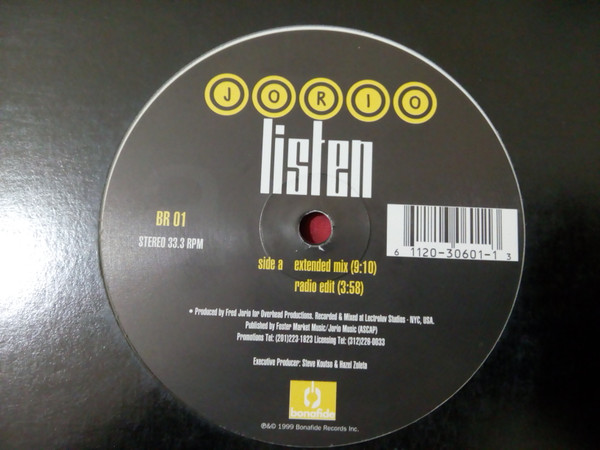 JORIO
listen
BR 01
STEREO 33.3 RPM
6 1120-30601-1 3
side a extended mix (9:10)
radio edit (3:58)
• Produced by Fred Jorio for Overhead Productions. Recorded & Mixed at Lectrolux Studios - NYC, USA.
Published by Foster Market Music/Jorio Music (ASCAP)
Promotions Tel: (201)223-1823 Licensing Tel: (312)226-0033
Executive Producer: Steve Koutso & Hazel Zoleta
bonafide
℗&© 1999 Bonafide Records Inc.